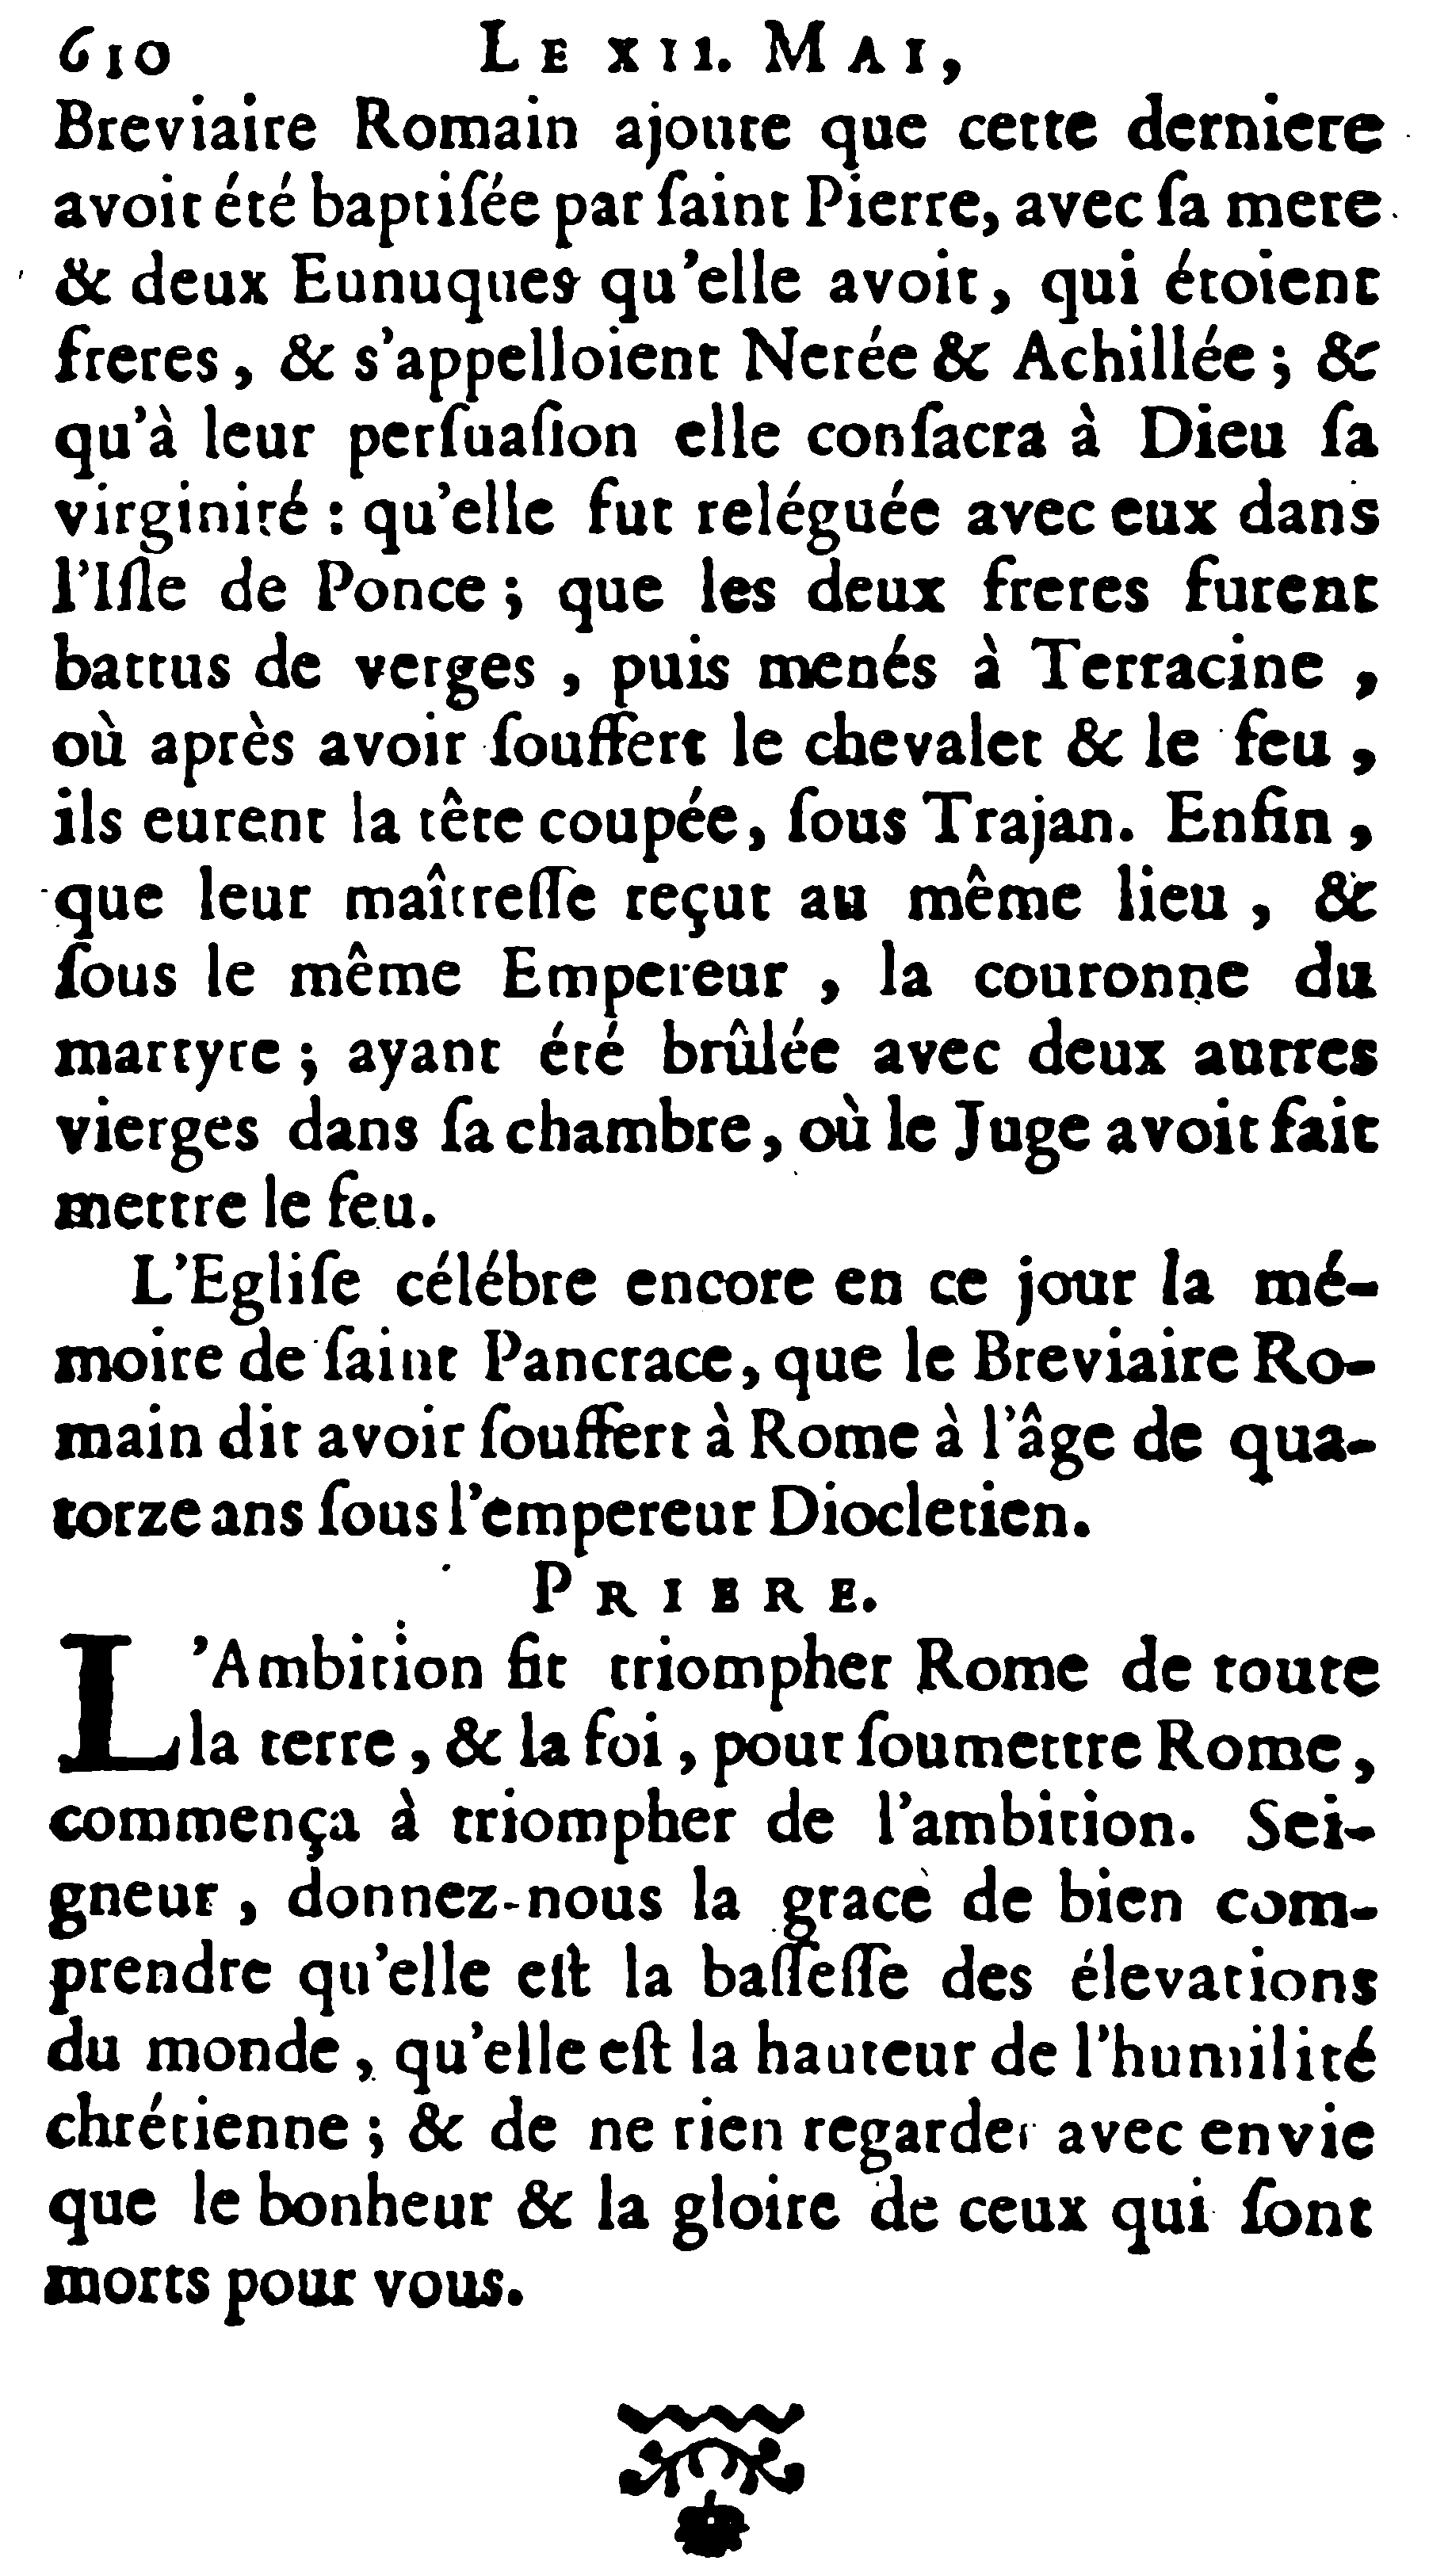 610 LE XII. MAI,
Breviaire Romain ajoute que cette derniere
avoit été baptiſée par ſaint Pierre, avec ſa mere
& deux Eunuques qu'elle avoit, qui étoient
freres, & s'appelloient Nerée & Achillée ; &
qu'à leur perſuaſion elle conſacra à Dieu ſa
virginité : qu'elle fut reléguée avec eux dans
l'Iſle de Ponce ; que les deux freres furent
battus de verges , puis menés à Terracine ,
où après avoir ſouffert le chevalet & le feu ,
ils eurent la tête coupée, ſous Trajan. Enfin ,
que leur maîtreſſe reçut au même lieu , &
ſous le même Empereur , la couronne du
martyre ; ayant été brûlée avec deux autres
vierges dans ſa chambre, où le Juge avoit fait
mettre le feu.
L'Egliſe célébre encore en ce jour la mé-
moire de ſaint Pancrace, que le Breviaire Ro-
main dit avoir ſouffert à Rome à l'âge de qua-
torze ans ſous l'empereur Diocletien.
PRIERE.
L'Ambition fit triompher Rome de toute
la terre , & la foi , pour ſoumettre Rome ,
commença à triompher de l'ambition. Sei-
gneur , donnez-nous la grace de bien com-
prendre qu'elle eſt la baſſeſſe des élevations
du monde , qu'elle eſt la hauteur de l'humilité
chrétienne ; & de ne rien regarder avec envie
que le bonheur & la gloire de ceux qui ſont
morts pour vous.